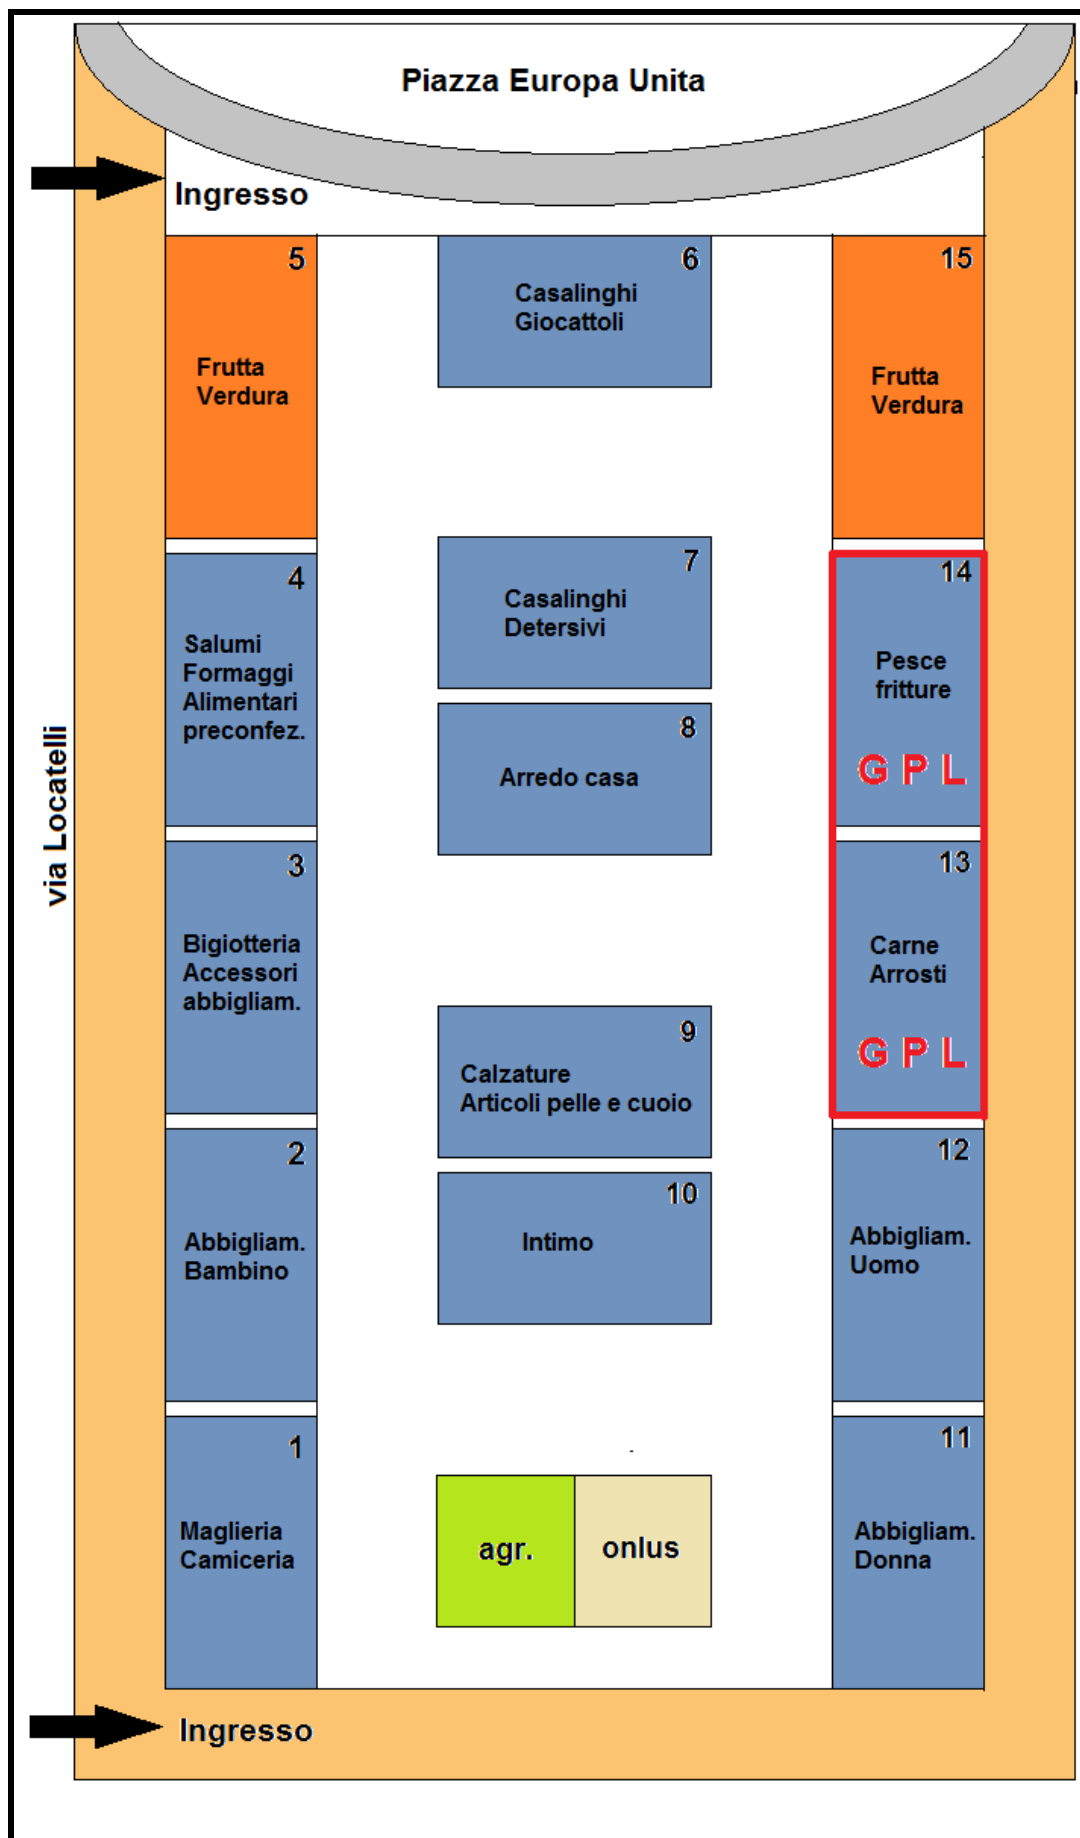 Piazza Europa Unita
Ingresso
5
Frutta
Verdura
6
Casalinghi
Giocattoli
15
Frutta
Verdura
4
Salumi
Formaggi
Alimentari
preconfez.
7
Casalinghi
Detersivi
14
Pesce
fritture
G P L
8
Arredo casa
via Locatelli
3
Bigiotteria
Accessori
abbigliam.
13
Carne
Arrosti
G P L
9
Calzature
Articoli pelle e cuoio
2
Abbigliam.
Bambino
10
Intimo
12
Abbigliam.
Uomo
1
Maglieria
Camiceria
agr.
onlus
11
Abbigliam.
Donna
Ingresso